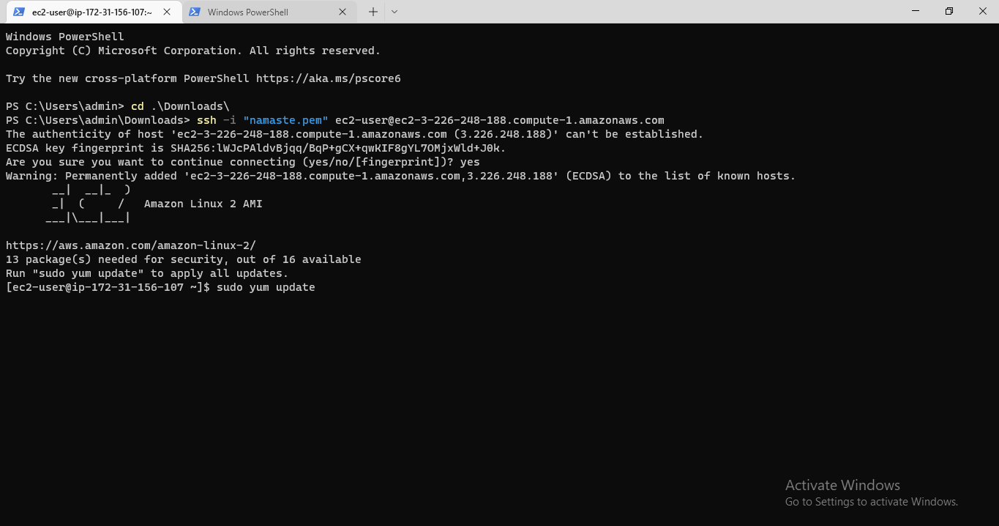 ec2-user@ip-172-31-156-107:~
Windows PowerShell
Windows PowerShell
Copyright (C) Microsoft Corporation. All rights reserved.
Try the new cross-platform PowerShell https://aka.ms/pscore6
PS C:\Users\admin> cd .\Downloads\
PS C:\Users\admin\Downloads> ssh -i "namaste.pem" ec2-user@ec2-3-226-248-188.compute-1.amazonaws.com
The authenticity of host 'ec2-3-226-248-188.compute-1.amazonaws.com (3.226.248.188)' can't be established.
ECDSA key fingerprint is SHA256:lWJcPAldvBjqq/BqP+gCX+qwKIF8gYL7OMjxWld+J0k.
Are you sure you want to continue connecting (yes/no/[fingerprint])? yes
Warning: Permanently added 'ec2-3-226-248-188.compute-1.amazonaws.com,3.226.248.188' (ECDSA) to the list of known hosts.
       __|  __|_  )
       _|  (     /   Amazon Linux 2 AMI
      ___|\___|___|
https://aws.amazon.com/amazon-linux-2/
13 package(s) needed for security, out of 16 available
Run "sudo yum update" to apply all updates.
[ec2-user@ip-172-31-156-107 ~]$ sudo yum update
Activate Windows
Go to Settings to activate Windows.